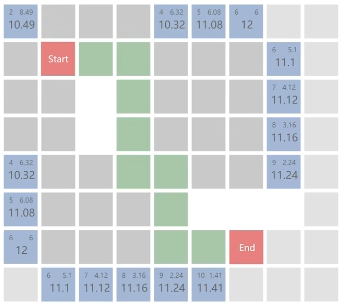 2 8.49 4 6.32 5 6.08 6 6
10.49 10.32 11.08 12
Start 6 5.1
11.1
7 4.12
11.12
8 3.16
11.16
4 6.32 9 2.24
10.32 11.24
5 6.08
11.08
6 6 End
12
6 5.1 7 4.12 8 3.16 9 2.24 10 1.41
11.1 11.12 11.16 11.24 11.41